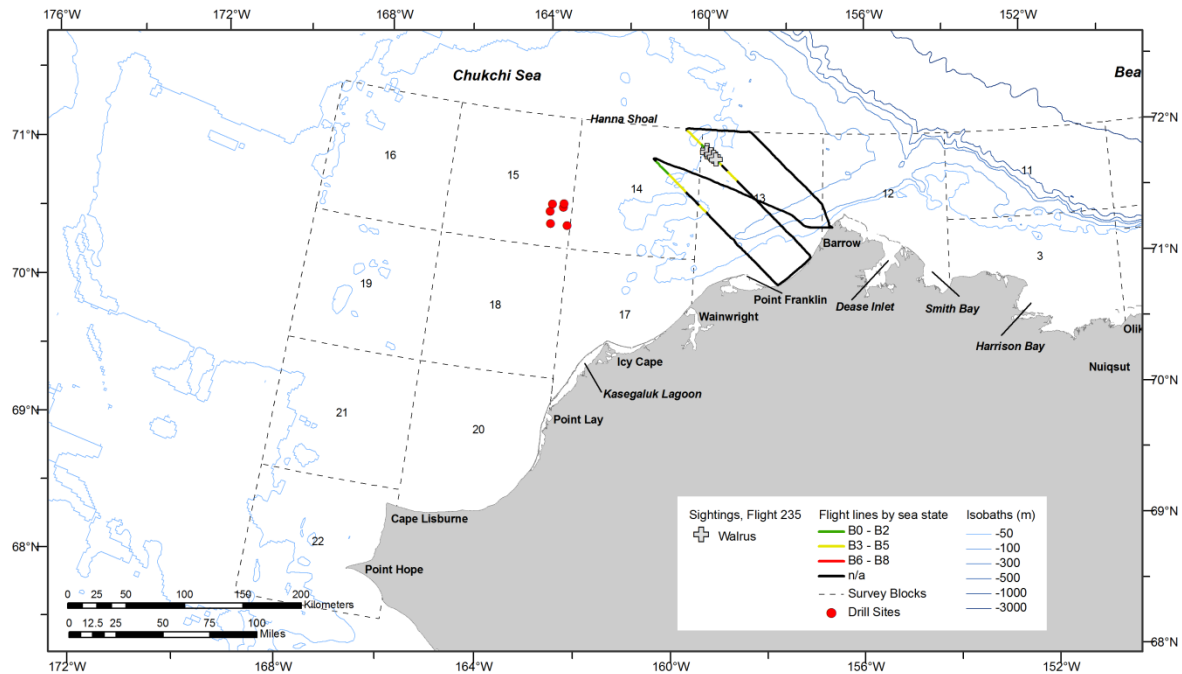 176°W 172°W 168°W 164°W 160°W 156°W 152°W
Chukchi Sea
Bea
72°N
71°N
Hanna Shoal
16
15
14
13
12
11
71°N
Barrow
3
70°N
19
18
17
Point Franklin
Dease Inlet
Smith Bay
Wainwright
Harrison Bay
Olik
Icy Cape
Nuiqsut
Kasegaluk Lagoon
70°N
69°N
21
20
Point Lay
Cape Lisburne
69°N
68°N
22
Point Hope
Sightings, Flight 235
Walrus
Flight lines by sea state
B0 - B2
B3 - B5
B6 - B8
n/a
Survey Blocks
Drill Sites
Isobaths (m)
-50
-100
-300
-500
-1000
-3000
0 25 50 100 150 200
Kilometers
0 12.5 25 50 75 100
Miles
68°N
172°W 168°W 164°W 160°W 156°W 152°W